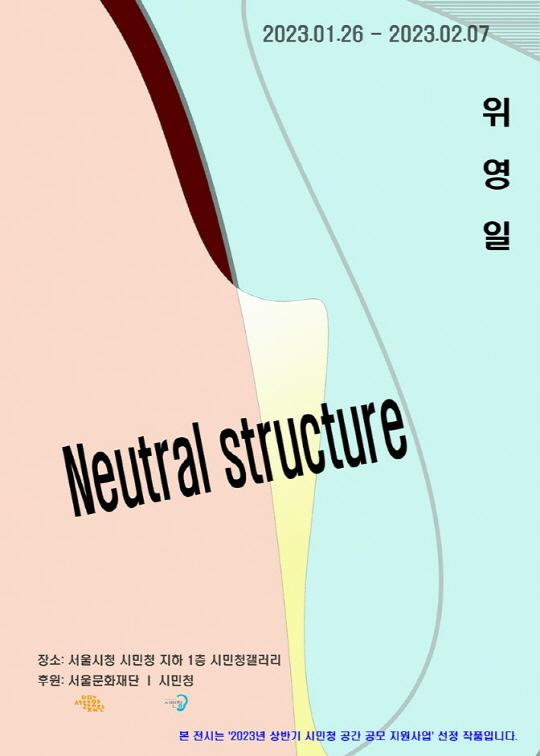 2023.01.26 - 2023.02.07
위
영
일
Neutral structure
장소: 서울시청 시민청 지하 1층 시민청갤러리
후원: 서울문화재단 ㅣ 시민청
서울문화재단
시민청
본 전시는 '2023년 상반기 시민청 공간 공모 지원사업' 선정 작품입니다.